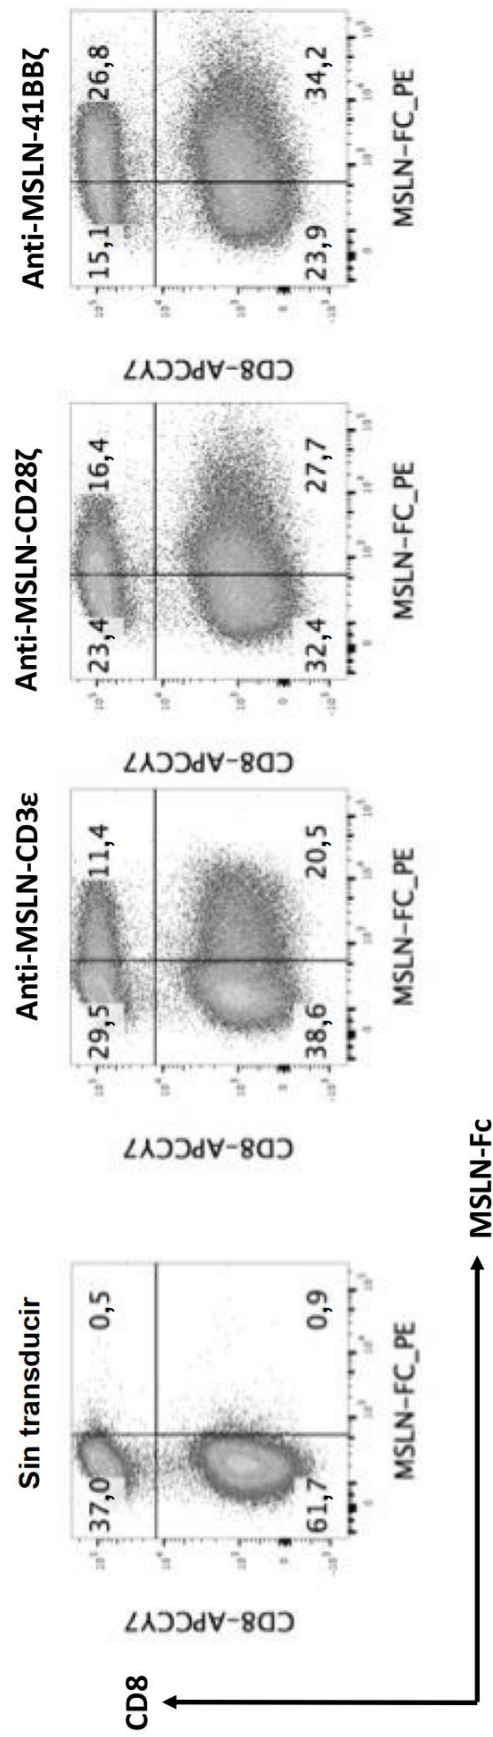 Sin transducir
37,0
0,5
61,7
0,9
CD8-APCCY7
MSLN-FC_PE
Anti-MSLN-CD3ε
29,5
11,4
38,6
20,5
CD8-APCCY7
MSLN-FC_PE
Anti-MSLN-CD28ζ
23,4
16,4
32,4
27,7
CD8-APCCY7
MSLN-FC_PE
Anti-MSLN-41BBζ
15,1
26,8
23,9
34,2
CD8-APCCY7
MSLN-FC_PE
CD8
MSLN-Fc